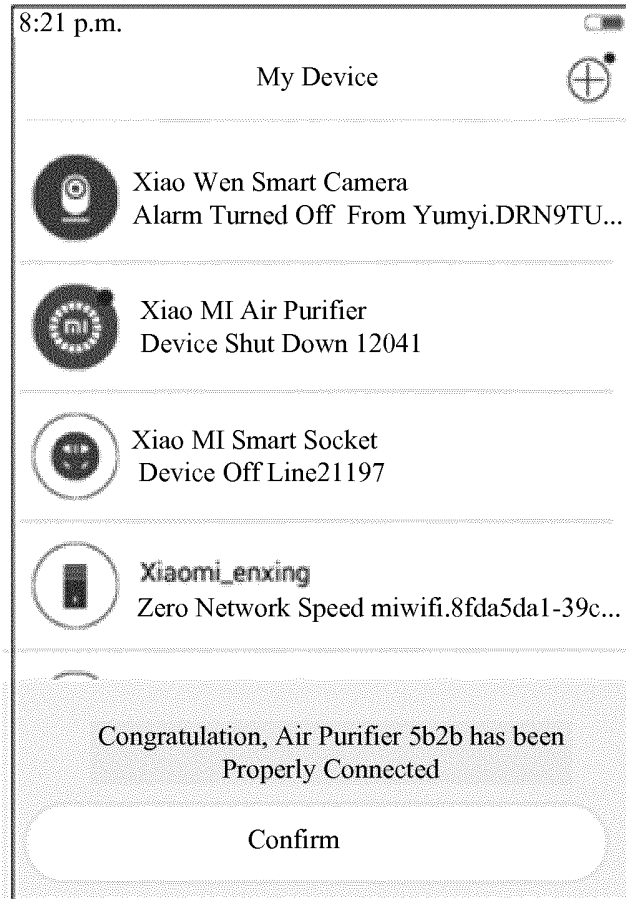 8:21 p.m.
My Device
Xiao Wen Smart Camera
Alarm Turned Off From Yumyi.DRN9TU...
mi
Xiao MI Air Purifier
Device Shut Down 12041
Xiao MI Smart Socket
Device Off Line21197
Xiaomi_enxing
Zero Network Speed miwifi.8fda5da1-39c...
Congratulation, Air Purifier 5b2b has been
Properly Connected
Confirm